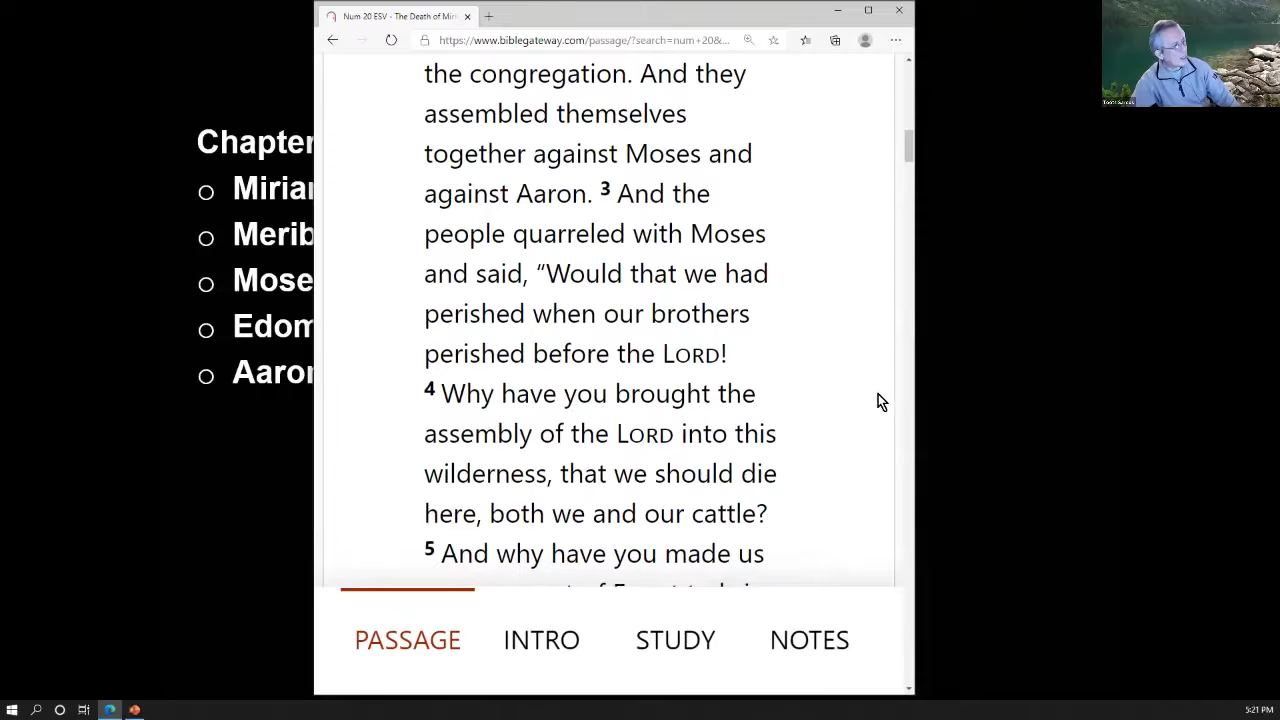 Num 20 ESV - The Death of Miri
https://www.biblegateway.com/passage/?search=num+20&...
the congregation. And they
assembled themselves
together against Moses and
against Aaron. 3 And the
people quarreled with Moses
and said, “Would that we had
perished when our brothers
perished before the LORD!
4 Why have you brought the
assembly of the LORD into this
wilderness, that we should die
here, both we and our cattle?
5 And why have you made us
PASSAGE INTRO STUDY NOTES
Chapter
Miriam
Merib
Mose
Edom
Aaron
5:21 PM